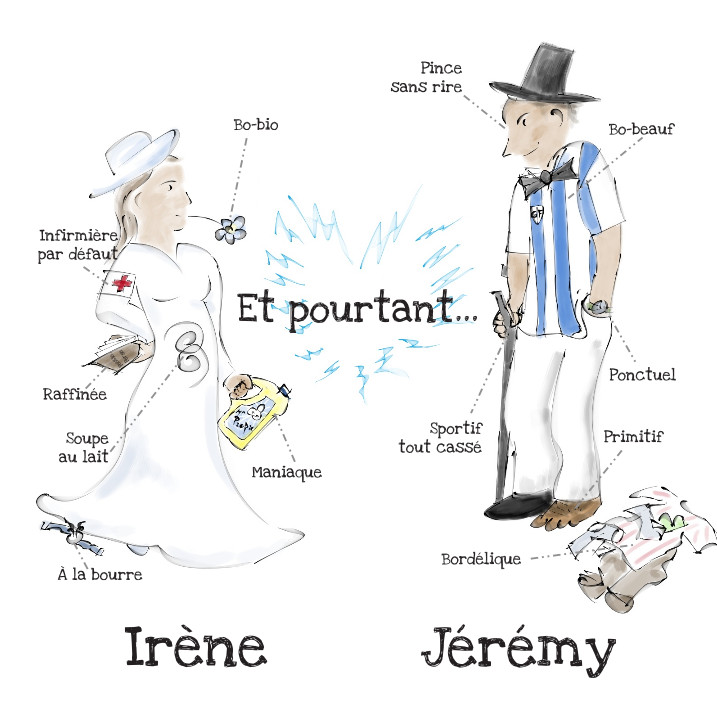 Pince
sans rire
Bo-bio
Bo-beauf
GF
Infirmière
par défaut
Et pourtant...
Raffinée
Ponctuel
Soupe
au lait
Sportif
tout cassé
Primitif
Maniaque
Bordélique
À la bourre
Irène
Jérémy